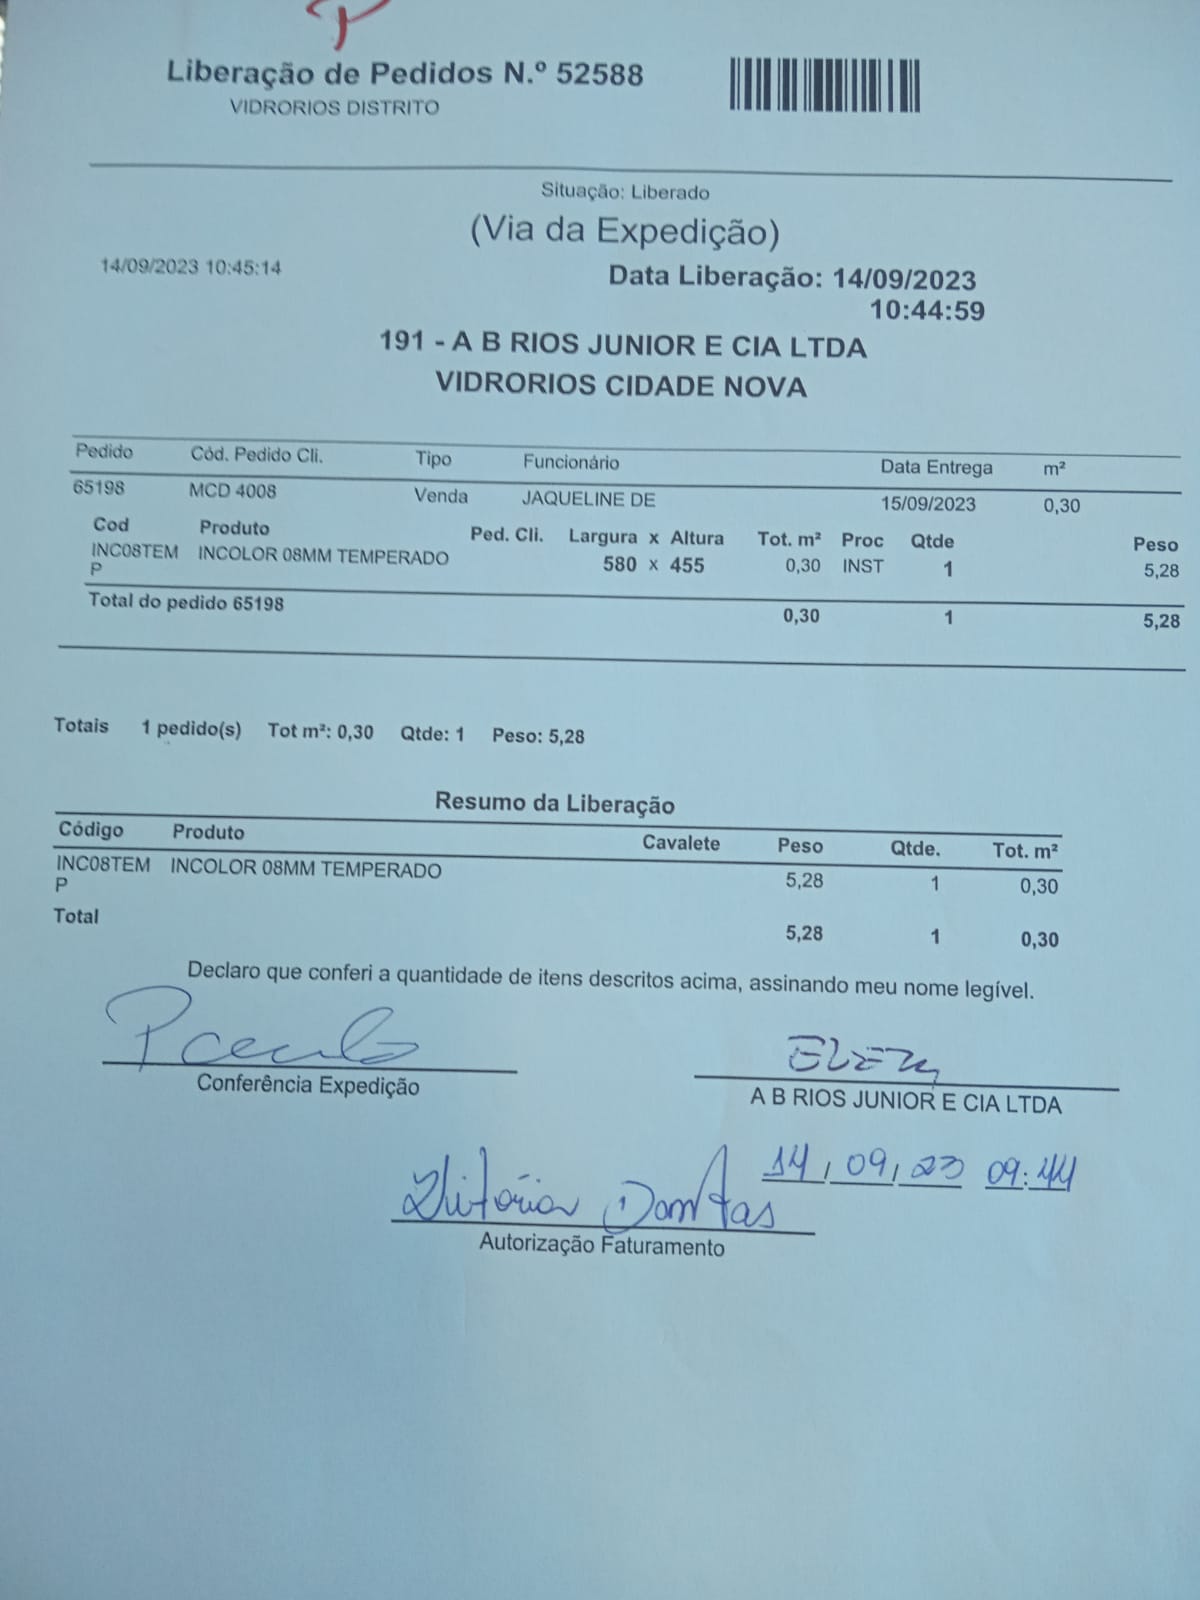 P
Liberação de Pedidos N.º 52588
VIDRORIOS DISTRITO
Situação: Liberado
(Via da Expedição)
14/09/2023 10:45:14
Data Liberação: 14/09/2023
10:44:59
191 - A B RIOS JUNIOR E CIA LTDA
VIDRORIOS CIDADE NOVA
Pedido Cód. Pedido Cli. Tipo Funcionário Data Entrega m²
65198 MCD 4008 Venda JAQUELINE DE 15/09/2023 0,30
Cod Produto Ped. Cli. Largura x Altura Tot. m² Proc Qtde Peso
INC08TEM INCOLOR 08MM TEMPERADO 580 x 455 0,30 INST 1 5,28
P
Total do pedido 65198 0,30 1 5,28
Totais 1 pedido(s) Tot m²: 0,30 Qtde: 1 Peso: 5,28
Resumo da Liberação
Código Produto Cavalete Peso Qtde. Tot. m²
INC08TEM INCOLOR 08MM TEMPERADO 5,28 1 0,30
P
Total 5,28 1 0,30
Declaro que conferi a quantidade de itens descritos acima, assinando meu nome legível.
Conferência Expedição
A B RIOS JUNIOR E CIA LTDA
14/09/23 09:44
Autorização Faturamento